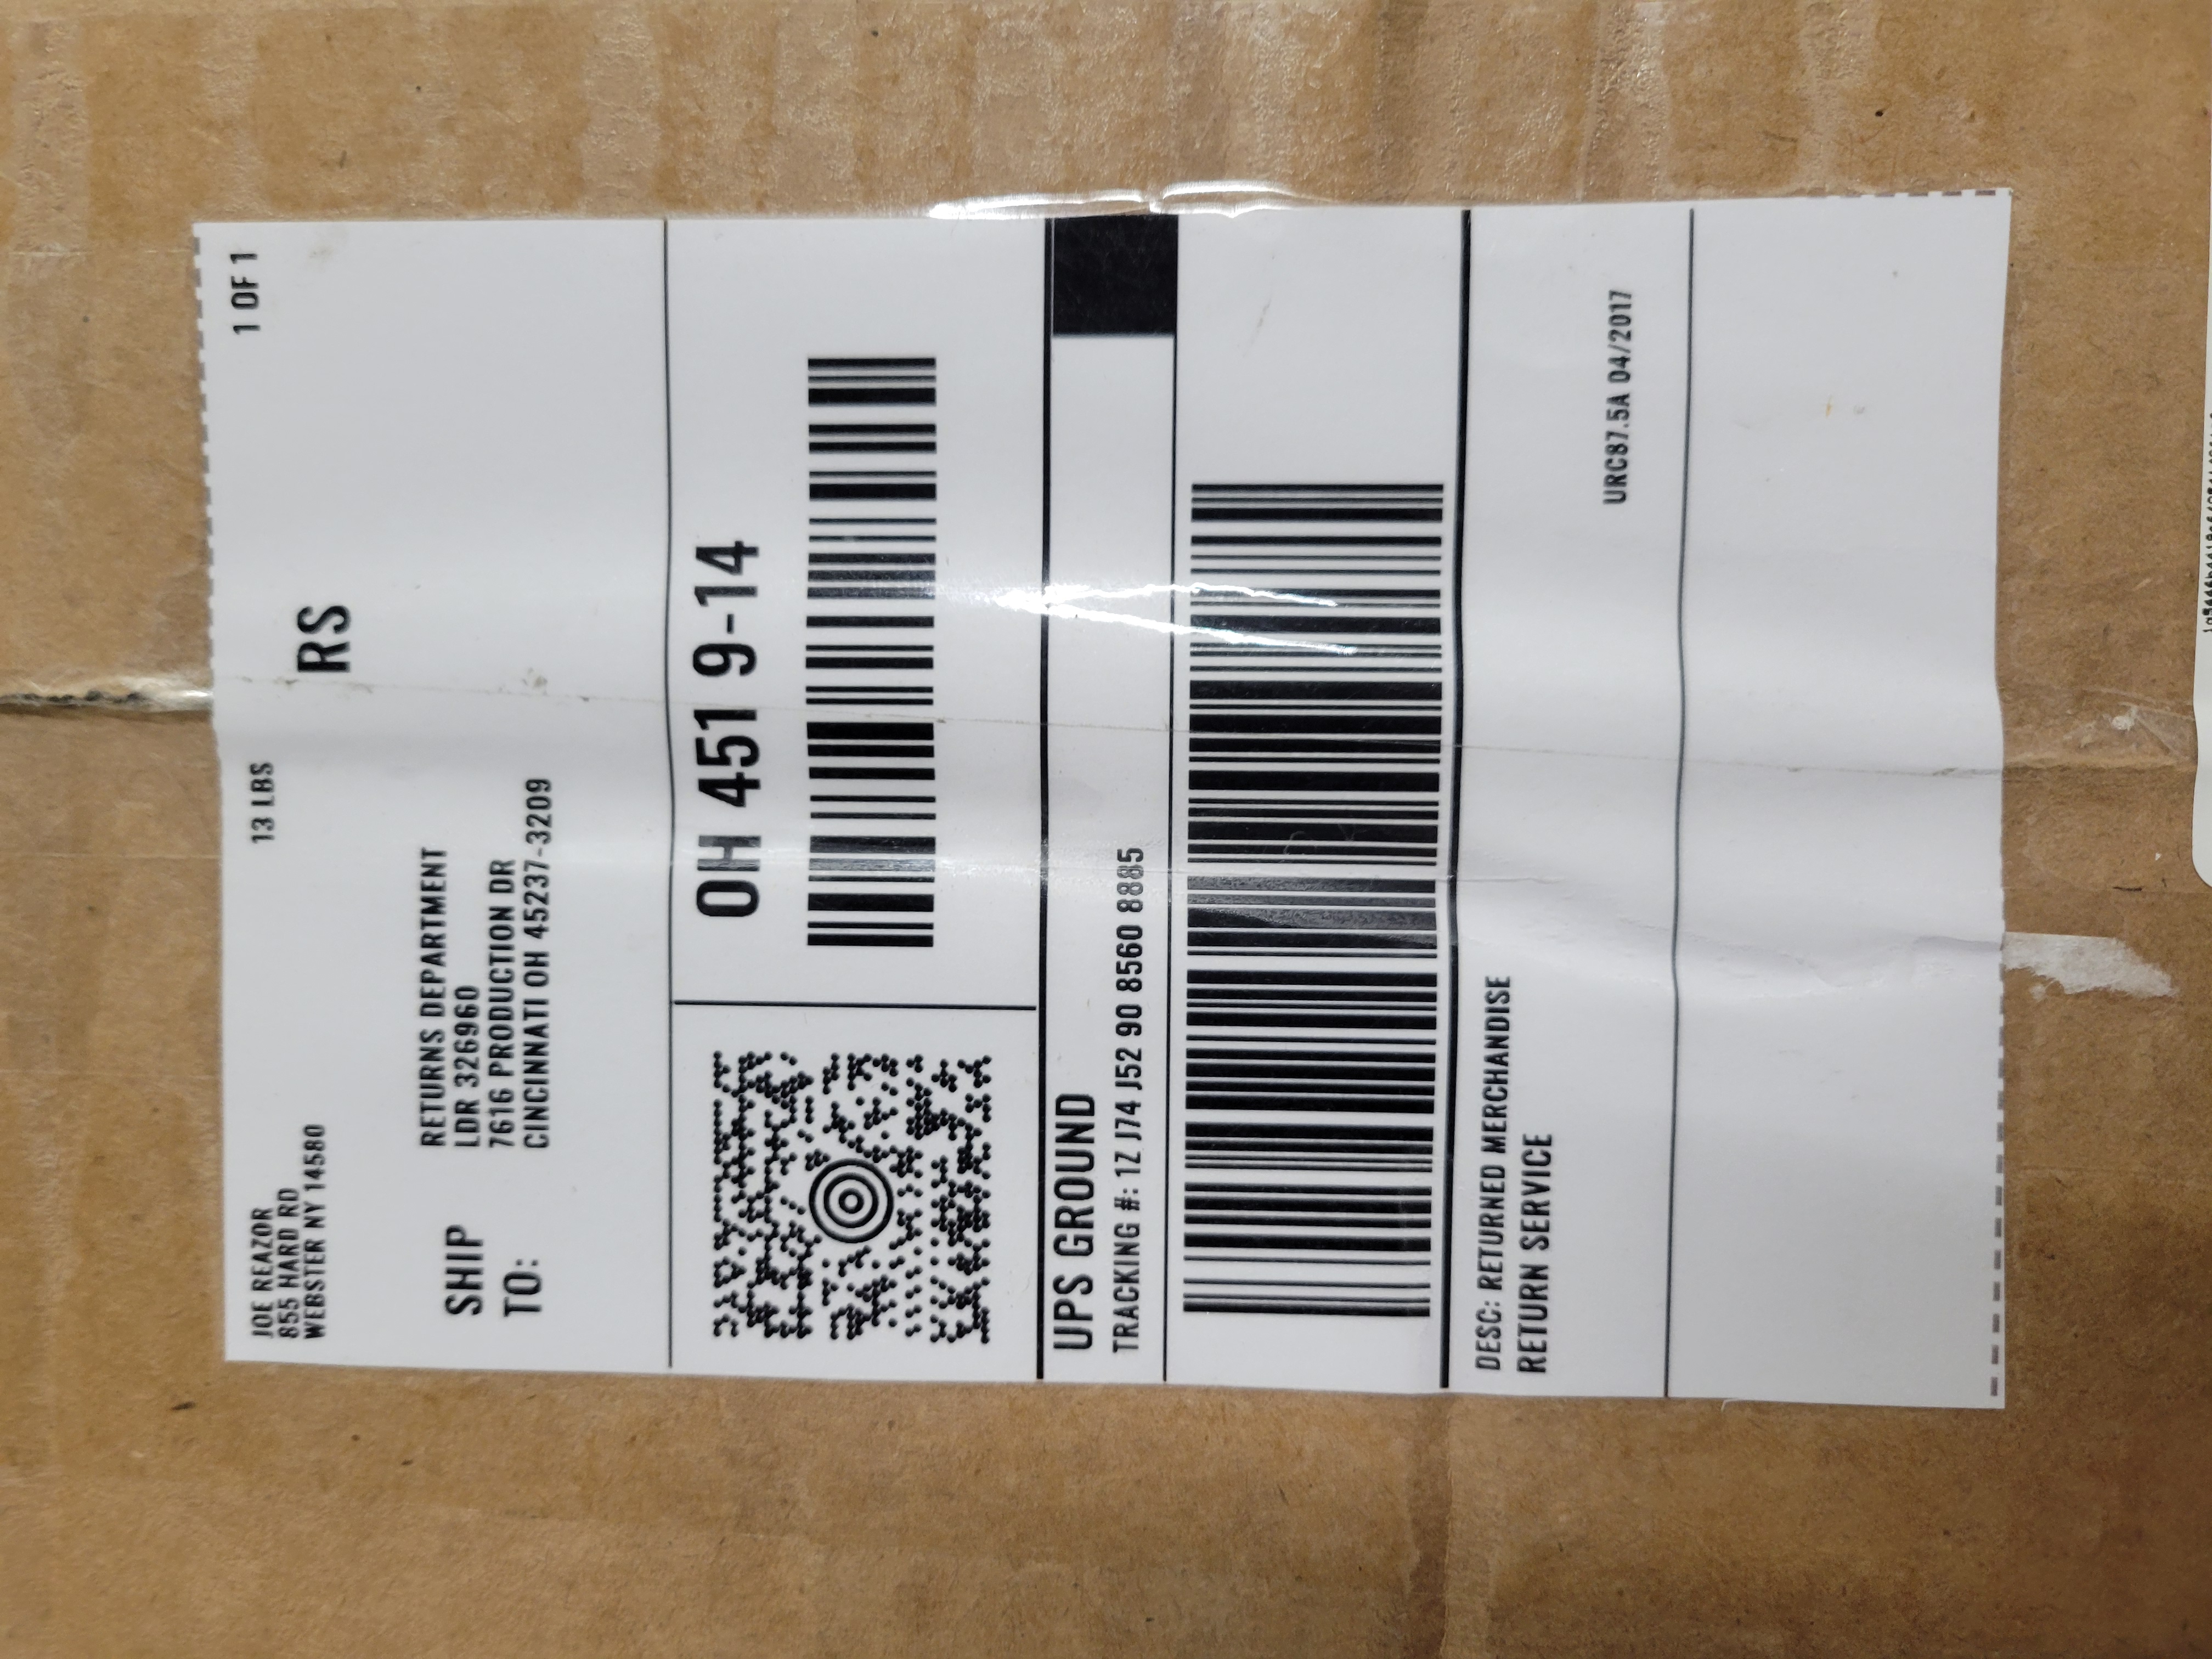 JOE REAZOR
855 HARD RD
WEBSTER NY 14580
13 LBS
1 OF 1
RS
SHIP
TO:
RETURNS DEPARTMENT
LDR 326960
7616 PRODUCTION DR
CINCINNATI OH 45237-3209
OH 451 9-14
UPS GROUND
TRACKING #: 1Z J74 J52 90 8560 8885
DESC: RETURNED MERCHANDISE
RETURN SERVICE
URC87.5A 04/2017